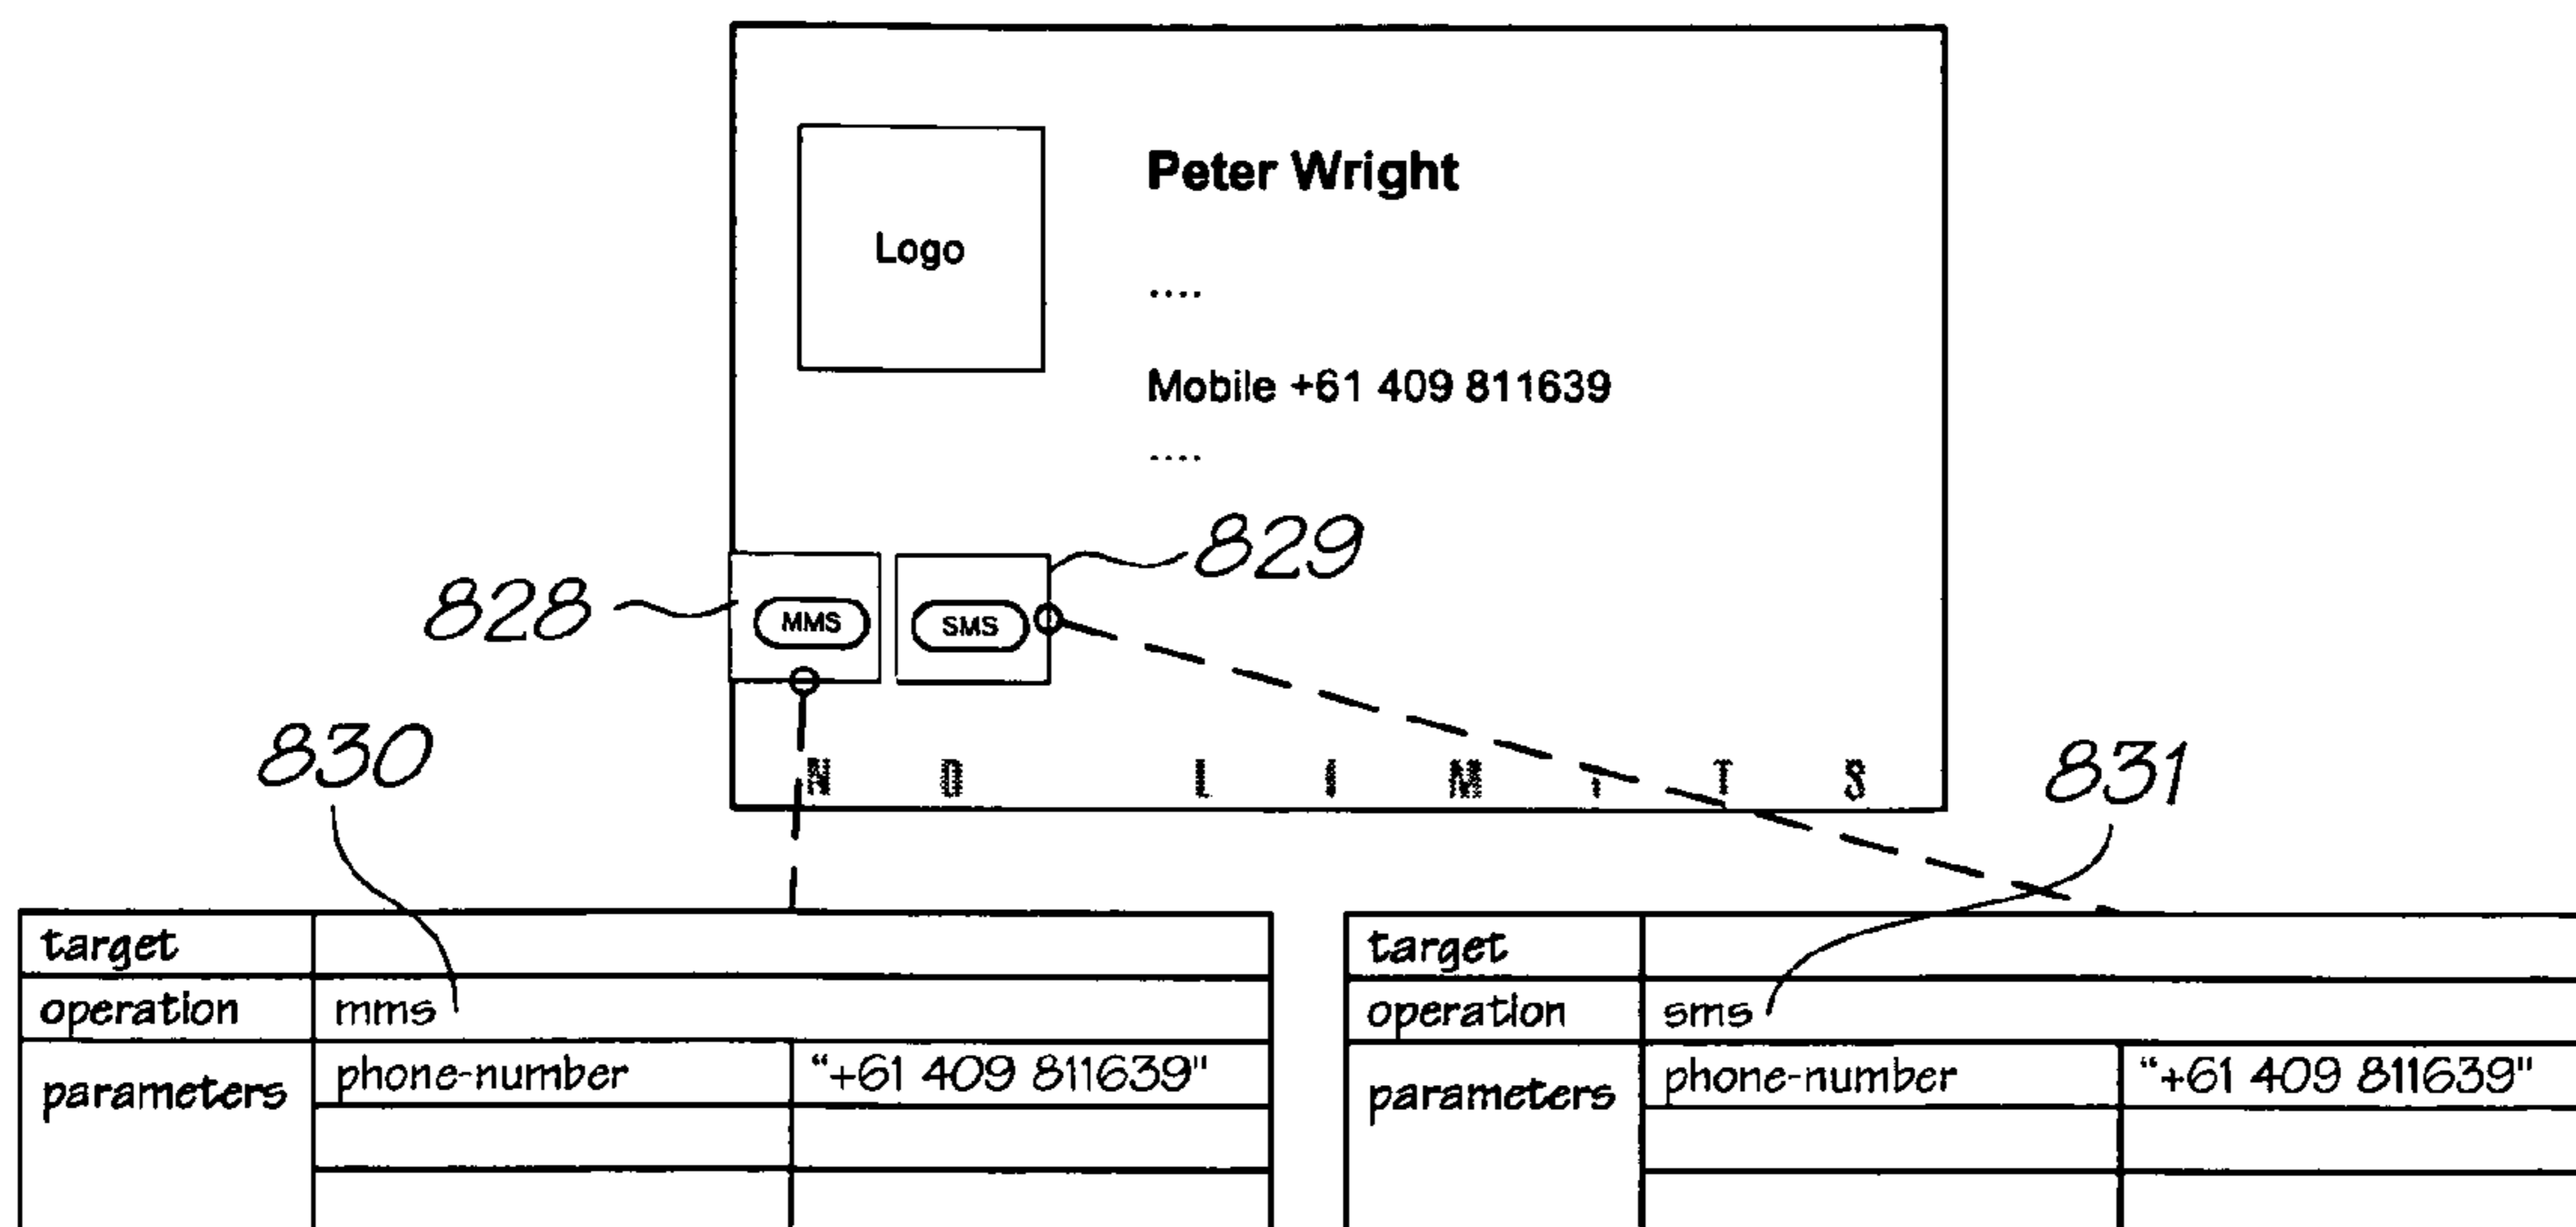 Logo
Peter Wright
....
Mobile +61 409 811639
....
828
829
MMS
SMS
N O L I M I T S
830
831
target
operation mms
parameters phone-number "+61 409 811639"
target
operation sms
parameters phone-number "+61 409 811639"